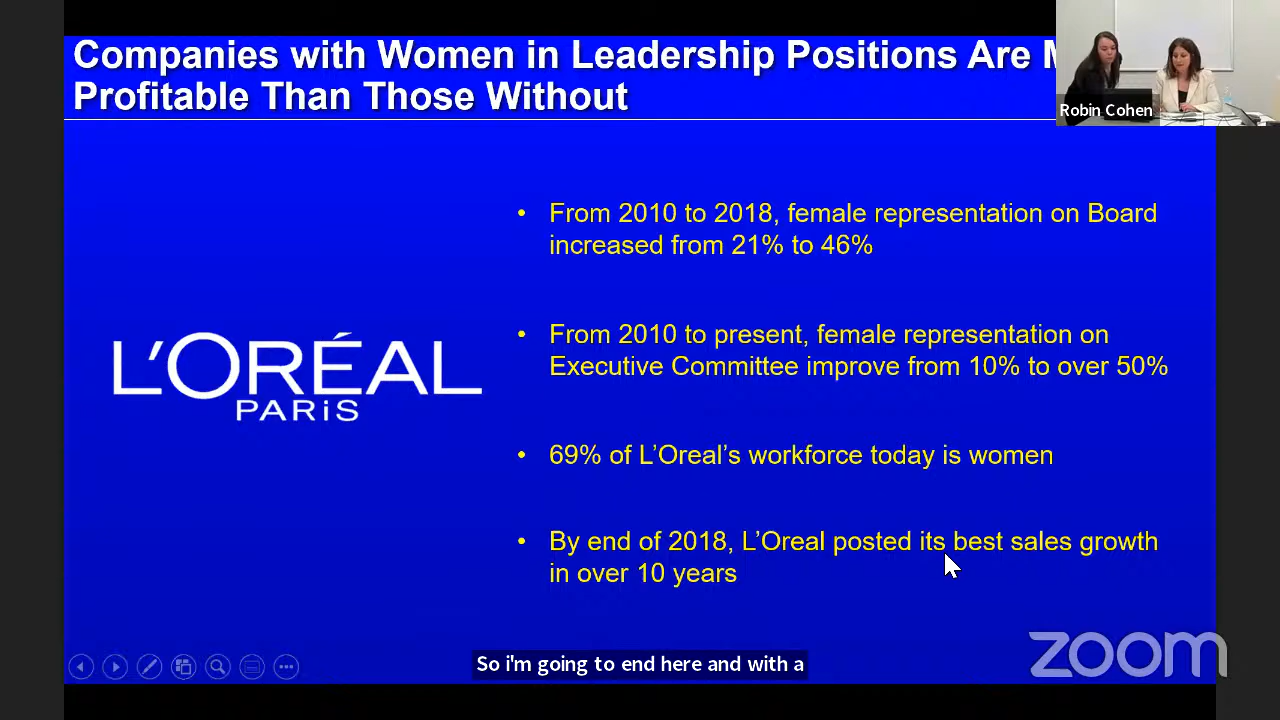 Companies with Women in Leadership Positions Are
Profitable Than Those Without
Robin Cohen
• From 2010 to 2018, female representation on Board
increased from 21% to 46%
• From 2010 to present, female representation on
Executive Committee improve from 10% to over 50%
L'ORÉAL
PARiS
• 69% of L'Oreal's workforce today is women
• By end of 2018, L'Oreal posted its best sales growth
in over 10 years
So i'm going to end here and with a
zoom